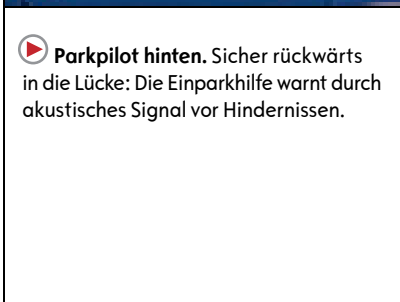 Parkpilot hinten. Sicher rückwärts
in die Lücke: Die Einparkhilfe warnt durch
akustisches Signal vor Hindernissen.